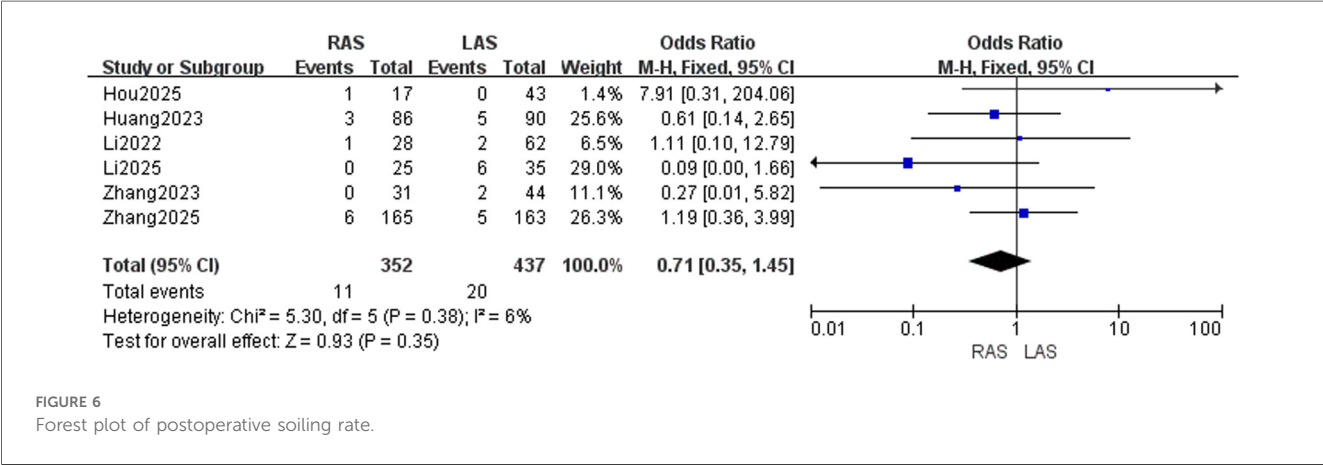 RAS LAS Odds Ratio Odds Ratio
Study or Subgroup Events Total Events Total Weight M-H, Fixed, 95% CI M-H, Fixed, 95% CI
Hou2025 1 17 0 43 1.4% 7.91 [0.31, 204.06]
Huang2023 3 86 5 90 25.6% 0.61 [0.14, 2.65]
Li2022 1 28 2 62 6.5% 1.11 [0.10, 12.79]
Li2025 0 25 6 35 29.0% 0.09 [0.00, 1.66]
Zhang2023 0 31 2 44 11.1% 0.27 [0.01, 5.82]
Zhang2025 6 165 5 163 26.3% 1.19 [0.36, 3.99]
Total (95% CI) 352 437 100.0% 0.71 [0.35, 1.45]
Total events 11 20
Heterogeneity: Chi² = 5.30, df = 5 (P = 0.38); I² = 6%
Test for overall effect: Z = 0.93 (P = 0.35)
0.01 0.1 1 10 100
RAS LAS
FIGURE 6
Forest plot of postoperative soiling rate.